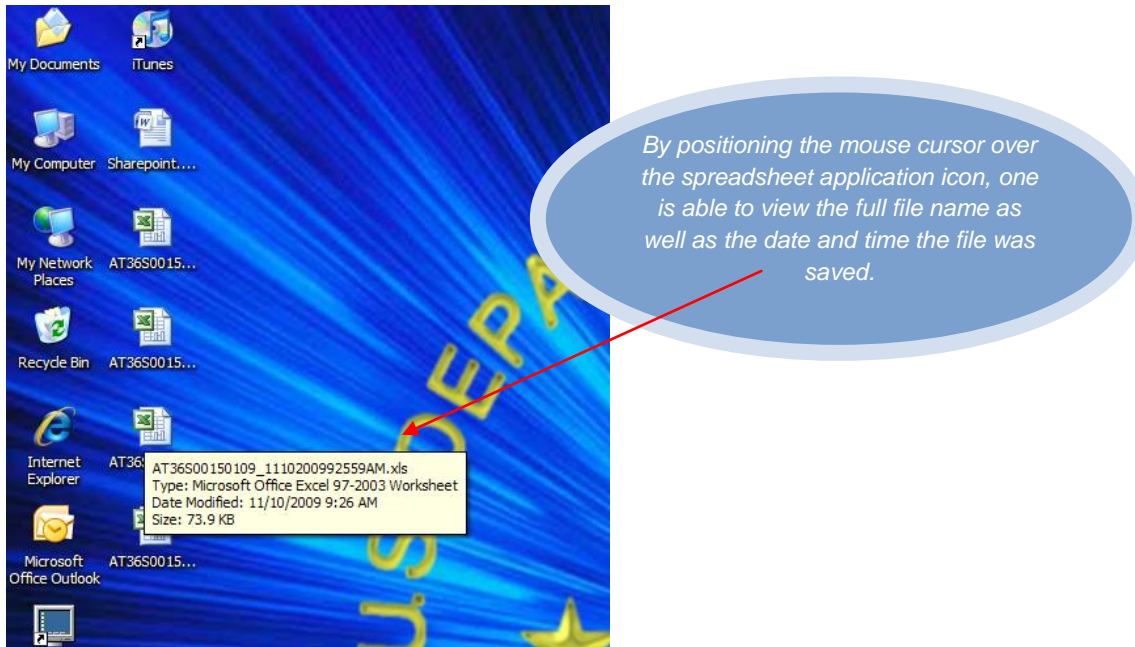 My Documents
iTunes
My Computer
Sharepoint....
My Network
Places
AT36S0015...
Recycle Bin
AT36S0015...
Internet
Explorer
AT36
AT36S00150109_1110200992559AM.xls
Type: Microsoft Office Excel 97-2003 Worksheet
Date Modified: 11/10/2009 9:26 AM
Size: 73.9 KB
Microsoft
Office Outlook
AT36S0015...
U.S. DEPA
By positioning the mouse cursor over
the spreadsheet application icon, one
is able to view the full file name as
well as the date and time the file was
saved.